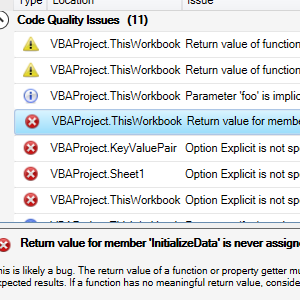 Type Location Issue
Code Quality Issues (11)
VBAProject.ThisWorkbook Return value of function
VBAProject.ThisWorkbook Return value of function
VBAProject.ThisWorkbook Parameter 'foo' is implic
VBAProject.ThisWorkbook Return value for membe
VBAProject.KeyValuePair Option Explicit is not sp
VBAProject.Sheet1 Option Explicit is not sp
VBAProject.ThisWorkbook Option Explicit is not sp
Return value for member 'InitializeData' is never assigne
his is likely a bug. The return value of a function or property getter mu
xpected results. If a function has no meaningful return value, conside